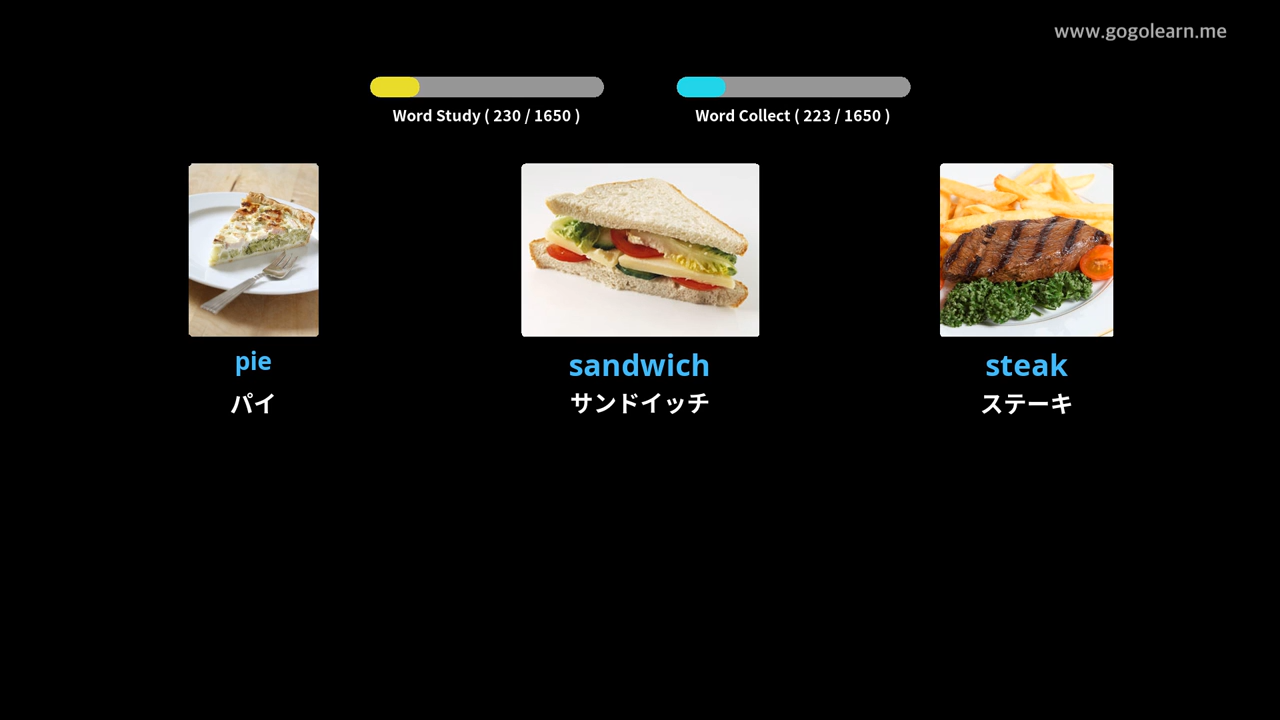 www.gogolearn.me
Word Study ( 230 / 1650 )
Word Collect ( 223 / 1650 )
pie
sandwich
steak
パイ
サンドイッチ
ステーキ